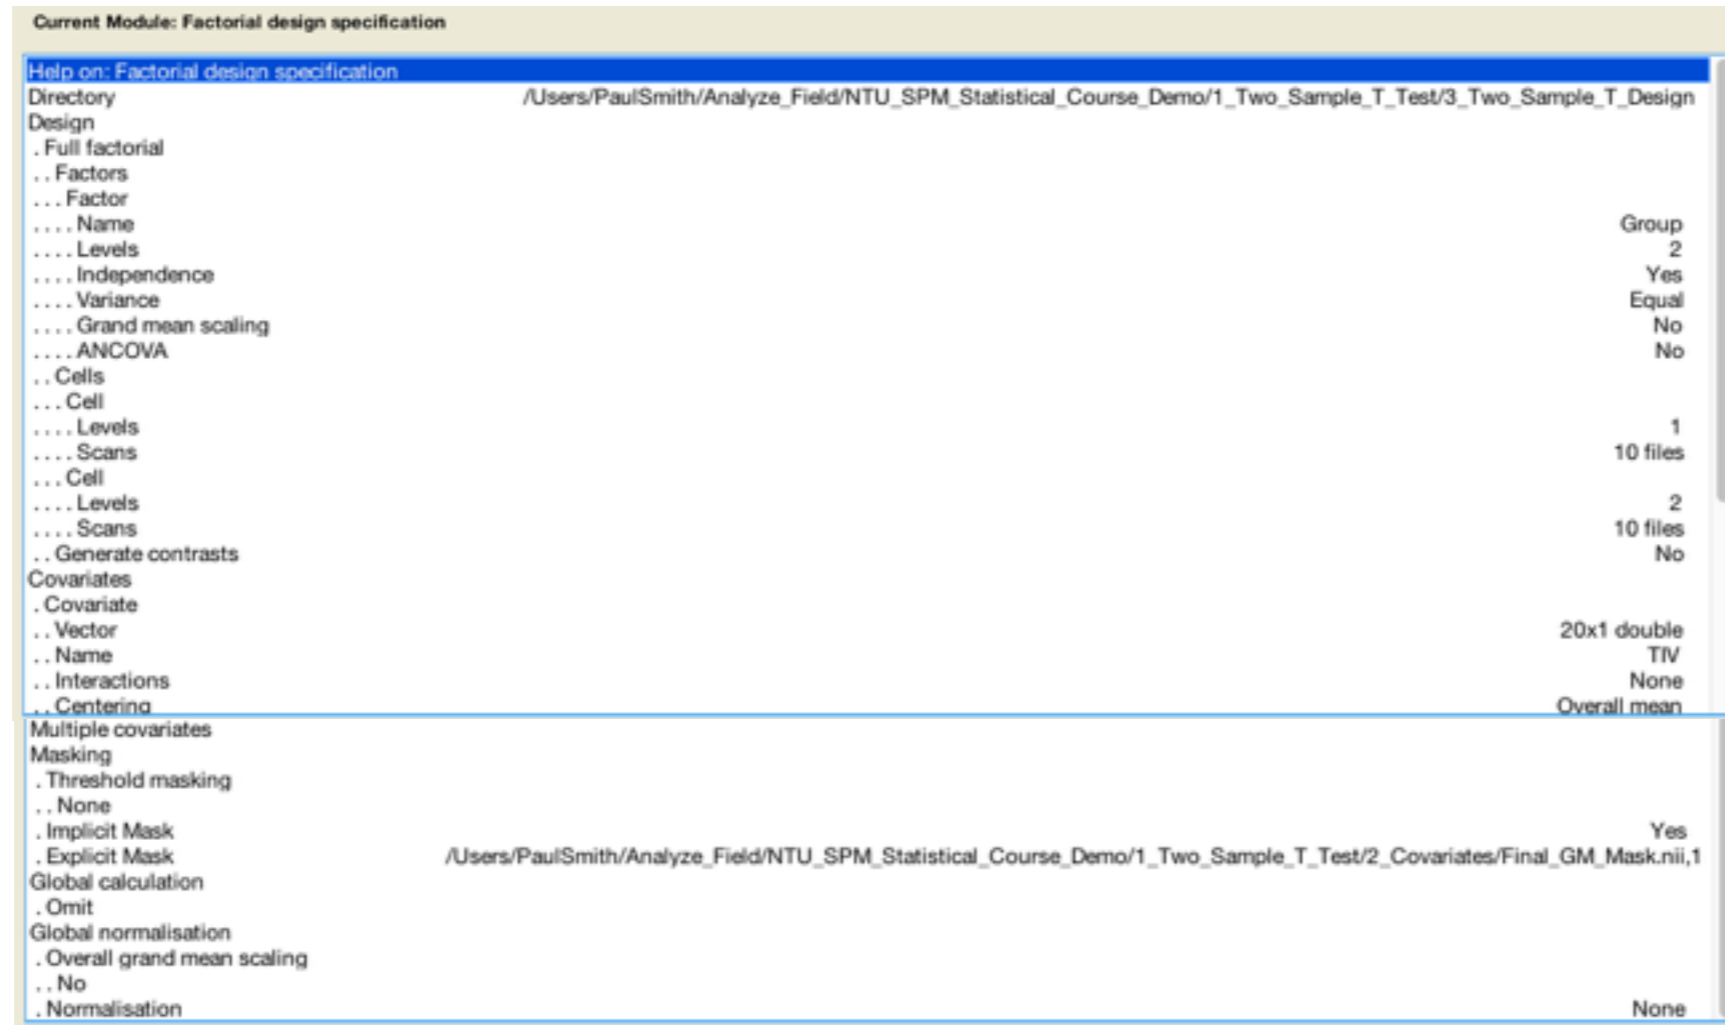 Current Module: Factorial design specification
Help on: Factorial design specification
Directory /Users/PaulSmith/Analyze_Field/NTU_SPM_Statistical_Course_Demo/1_Two_Sample_T_Test/3_Two_Sample_T_Design
Design
. Full factorial
. . Factors
. . . Factor
. . . . Name Group
. . . . Levels 2
. . . . Independence Yes
. . . . Variance Equal
. . . . Grand mean scaling No
. . . . ANCOVA No
. . Cells
. . . Cell
. . . . Levels 1
. . . . Scans 10 files
. . . Cell
. . . . Levels 2
. . . . Scans 10 files
. . Generate contrasts No
Covariates
. Covariate
. . Vector 20x1 double
. . Name TIV
. . Interactions None
. . Centering Overall mean
Multiple covariates
Masking
. Threshold masking
. . None
. Implicit Mask Yes
. Explicit Mask /Users/PaulSmith/Analyze_Field/NTU_SPM_Statistical_Course_Demo/1_Two_Sample_T_Test/2_Covariates/Final_GM_Mask.nii,1
Global calculation
. Omit
Global normalisation
. Overall grand mean scaling
. . No
. Normalisation None